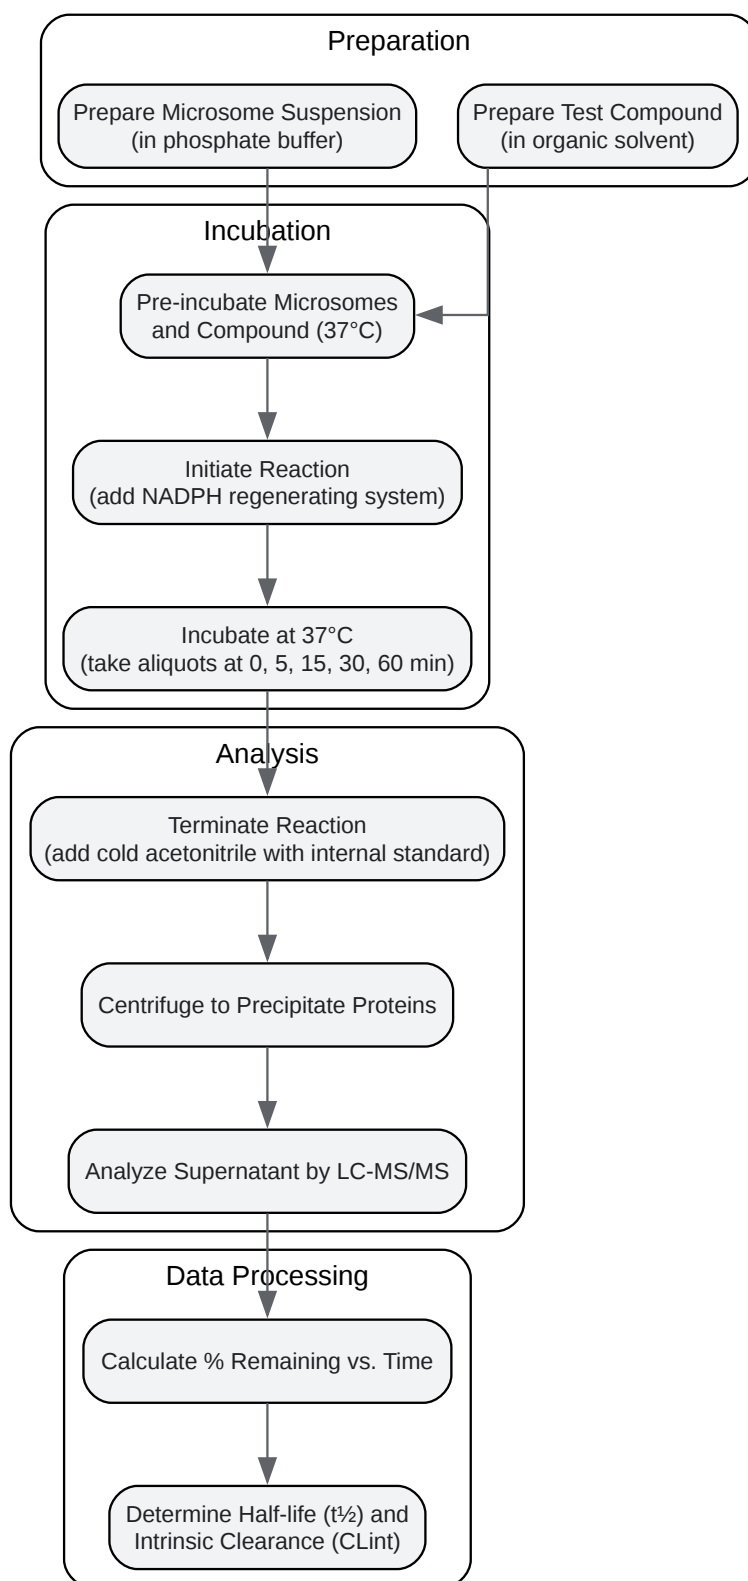 Preparation
Prepare Microsome Suspension
(in phosphate buffer)
Prepare Test Compound
(in organic solvent)
Incubation
Pre-incubate Microsomes
and Compound (37°C)
Initiate Reaction
(add NADPH regenerating system)
Incubate at 37°C
(take aliquots at 0, 5, 15, 30, 60 min)
Analysis
Terminate Reaction
(add cold acetonitrile with internal standard)
Centrifuge to Precipitate Proteins
Analyze Supernatant by LC-MS/MS
Data Processing
Calculate % Remaining vs. Time
Determine Half-life (t½) and
Intrinsic Clearance (CLint)